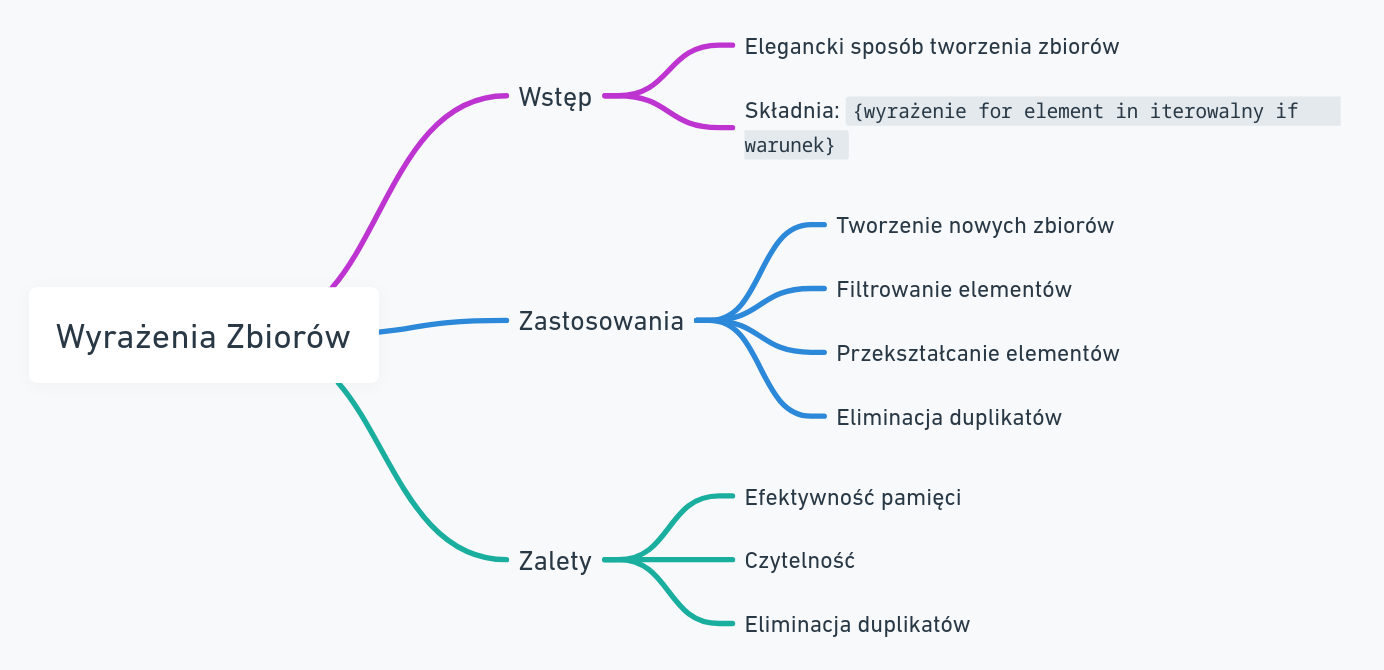 Wyrażenia Zbiorów
Wstęp
Elegancki sposób tworzenia zbiorów
Składnia: {wyrażenie for element in iterowalny if
warunek}
Zastosowania
Tworzenie nowych zbiorów
Filtrowanie elementów
Przekształcanie elementów
Eliminacja duplikatów
Zalety
Efektywność pamięci
Czytelność
Eliminacja duplikatów